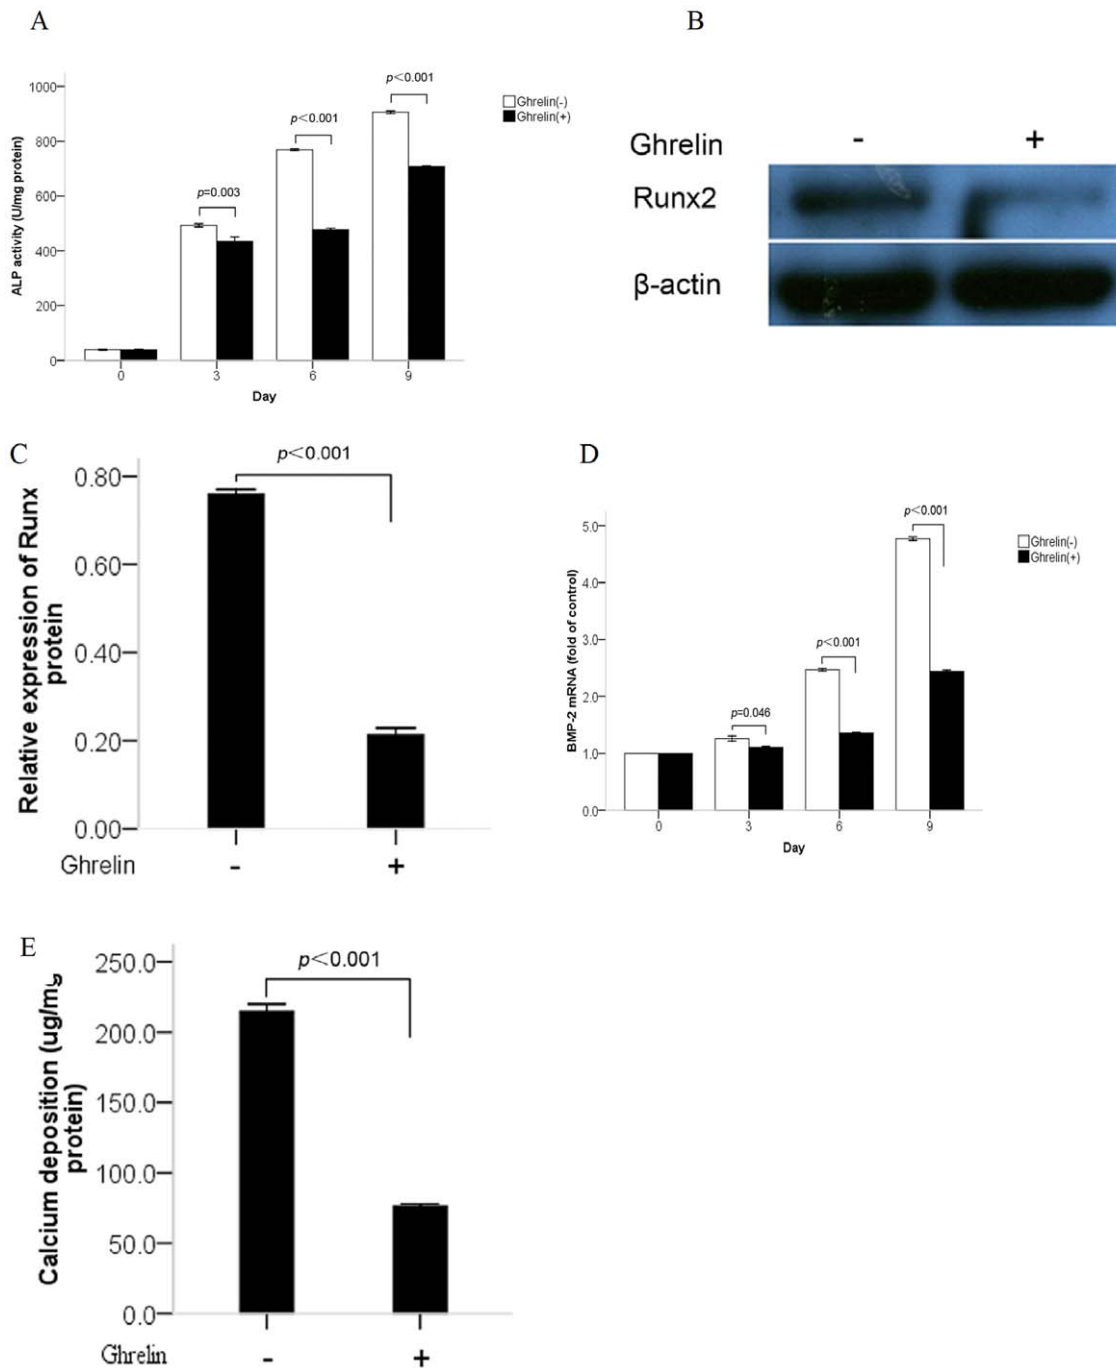 A
1000
800
600
400
200
0
ALP activity (U/mg protein)
p=0.003
p<0.001
p<0.001
Ghrelin(-)
Ghrelin(+)
0 3 6 9
Day
B
Ghrelin - +
Runx2
β-actin
C
p<0.001
0.80
0.60
0.40
0.20
0.00
Relative expression of Runx
protein
Ghrelin - +
D
5.0
4.0
3.0
2.0
1.0
0.0
BMP-2 mRNA (fold of control)
p=0.046
p<0.001
p<0.001
Ghrelin(-)
Ghrelin(+)
0 3 6 9
Day
E
p<0.001
250.0
200.0
150.0
100.0
50.0
0.0
Calcium deposition (ug/mg
protein)
Ghrelin - +